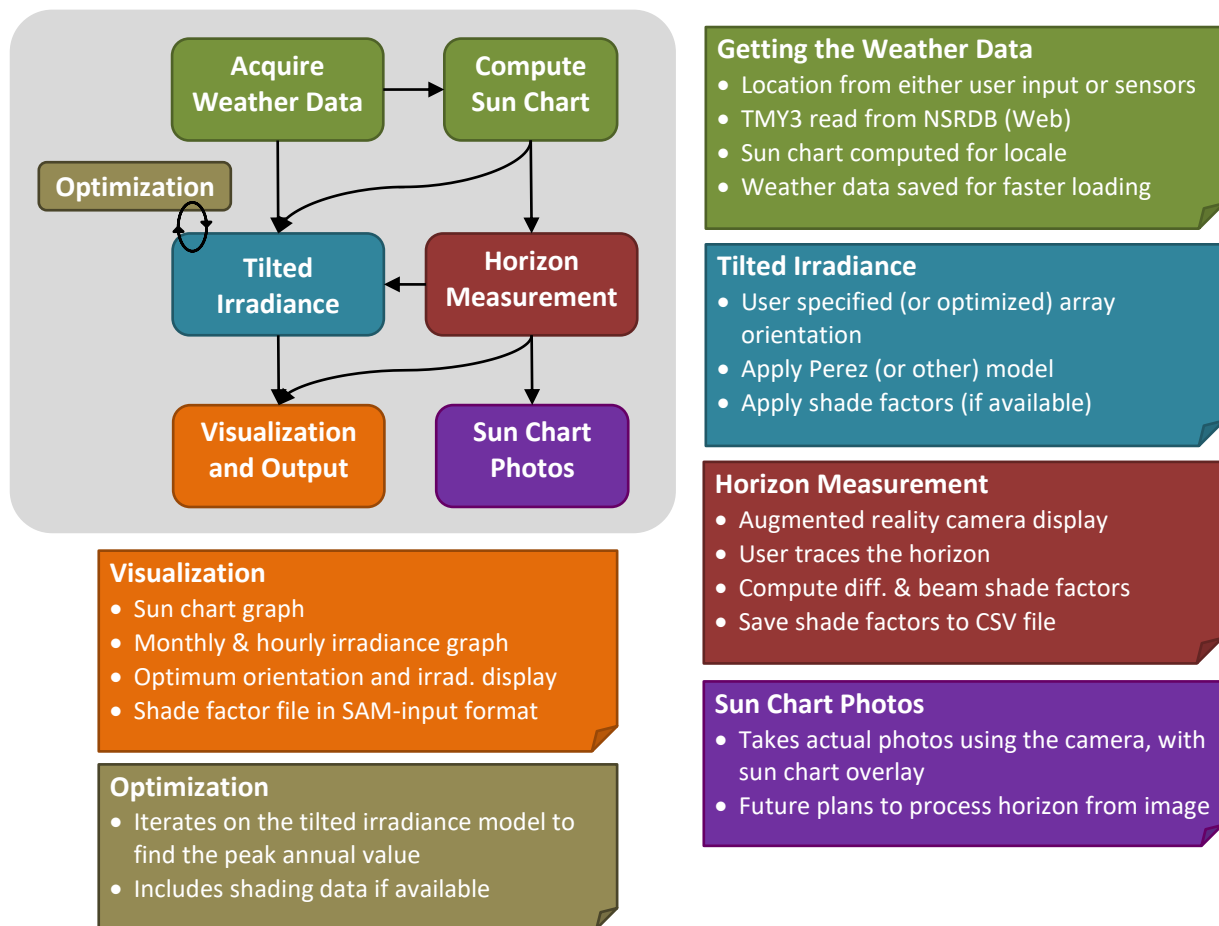 Acquire
Weather Data
Compute
Sun Chart
Optimization
Tilted
Irradiance
Horizon
Measurement
Visualization
and Output
Sun Chart
Photos
Getting the Weather Data
• Location from either user input or sensors
• TMY3 read from NSRDB (Web)
• Sun chart computed for locale
• Weather data saved for faster loading
Tilted Irradiance
• User specified (or optimized) array
orientation
• Apply Perez (or other) model
• Apply shade factors (if available)
Horizon Measurement
• Augmented reality camera display
• User traces the horizon
• Compute diff. & beam shade factors
• Save shade factors to CSV file
Visualization
• Sun chart graph
• Monthly & hourly irradiance graph
• Optimum orientation and irrad. display
• Shade factor file in SAM-input format
Sun Chart Photos
• Takes actual photos using the camera, with
sun chart overlay
• Future plans to process horizon from image
Optimization
• Iterates on the tilted irradiance model to
find the peak annual value
• Includes shading data if available